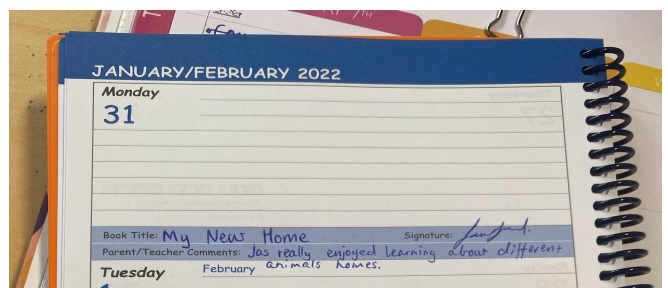 JANUARY/FEBRUARY 2022
Monday
31
Book Title: My New Home Signature:
Parent/Teacher Comments: Jas really enjoyed learning about different
animals homes.
Tuesday February